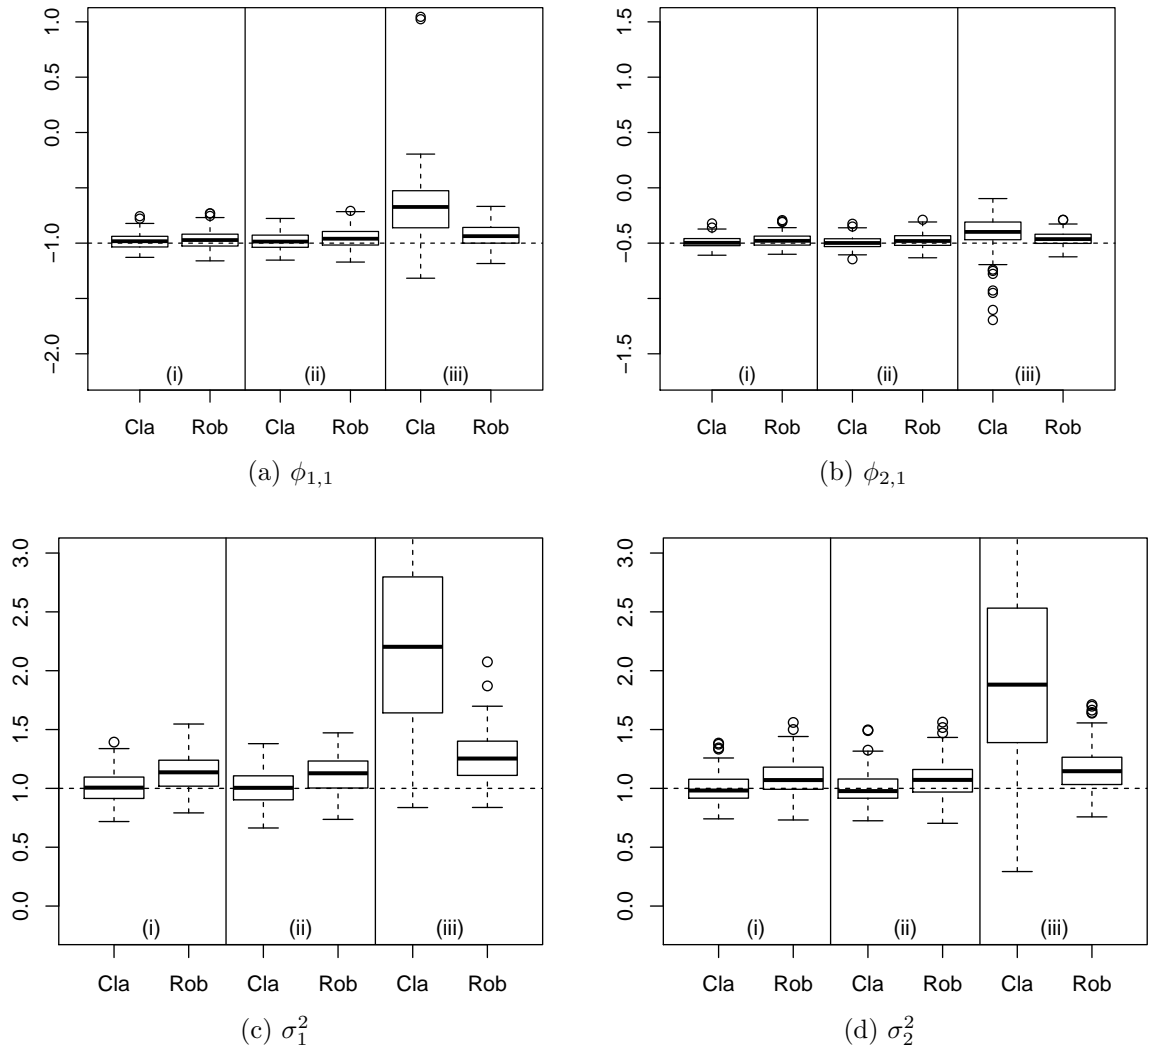 1.0
0.5
0.0
−1.0
−2.0
(i) (ii) (iii)
Cla Rob Cla Rob Cla Rob
(a) ϕ1,1
1.5
1.0
0.5
0.0
−0.5
−1.5
(i) (ii) (iii)
Cla Rob Cla Rob Cla Rob
(b) ϕ2,1
3.0
2.5
2.0
1.5
1.0
0.5
0.0
(i) (ii) (iii)
Cla Rob Cla Rob Cla Rob
(c) σ₁²
3.0
2.5
2.0
1.5
1.0
0.5
0.0
(i) (ii) (iii)
Cla Rob Cla Rob Cla Rob
(d) σ₂²